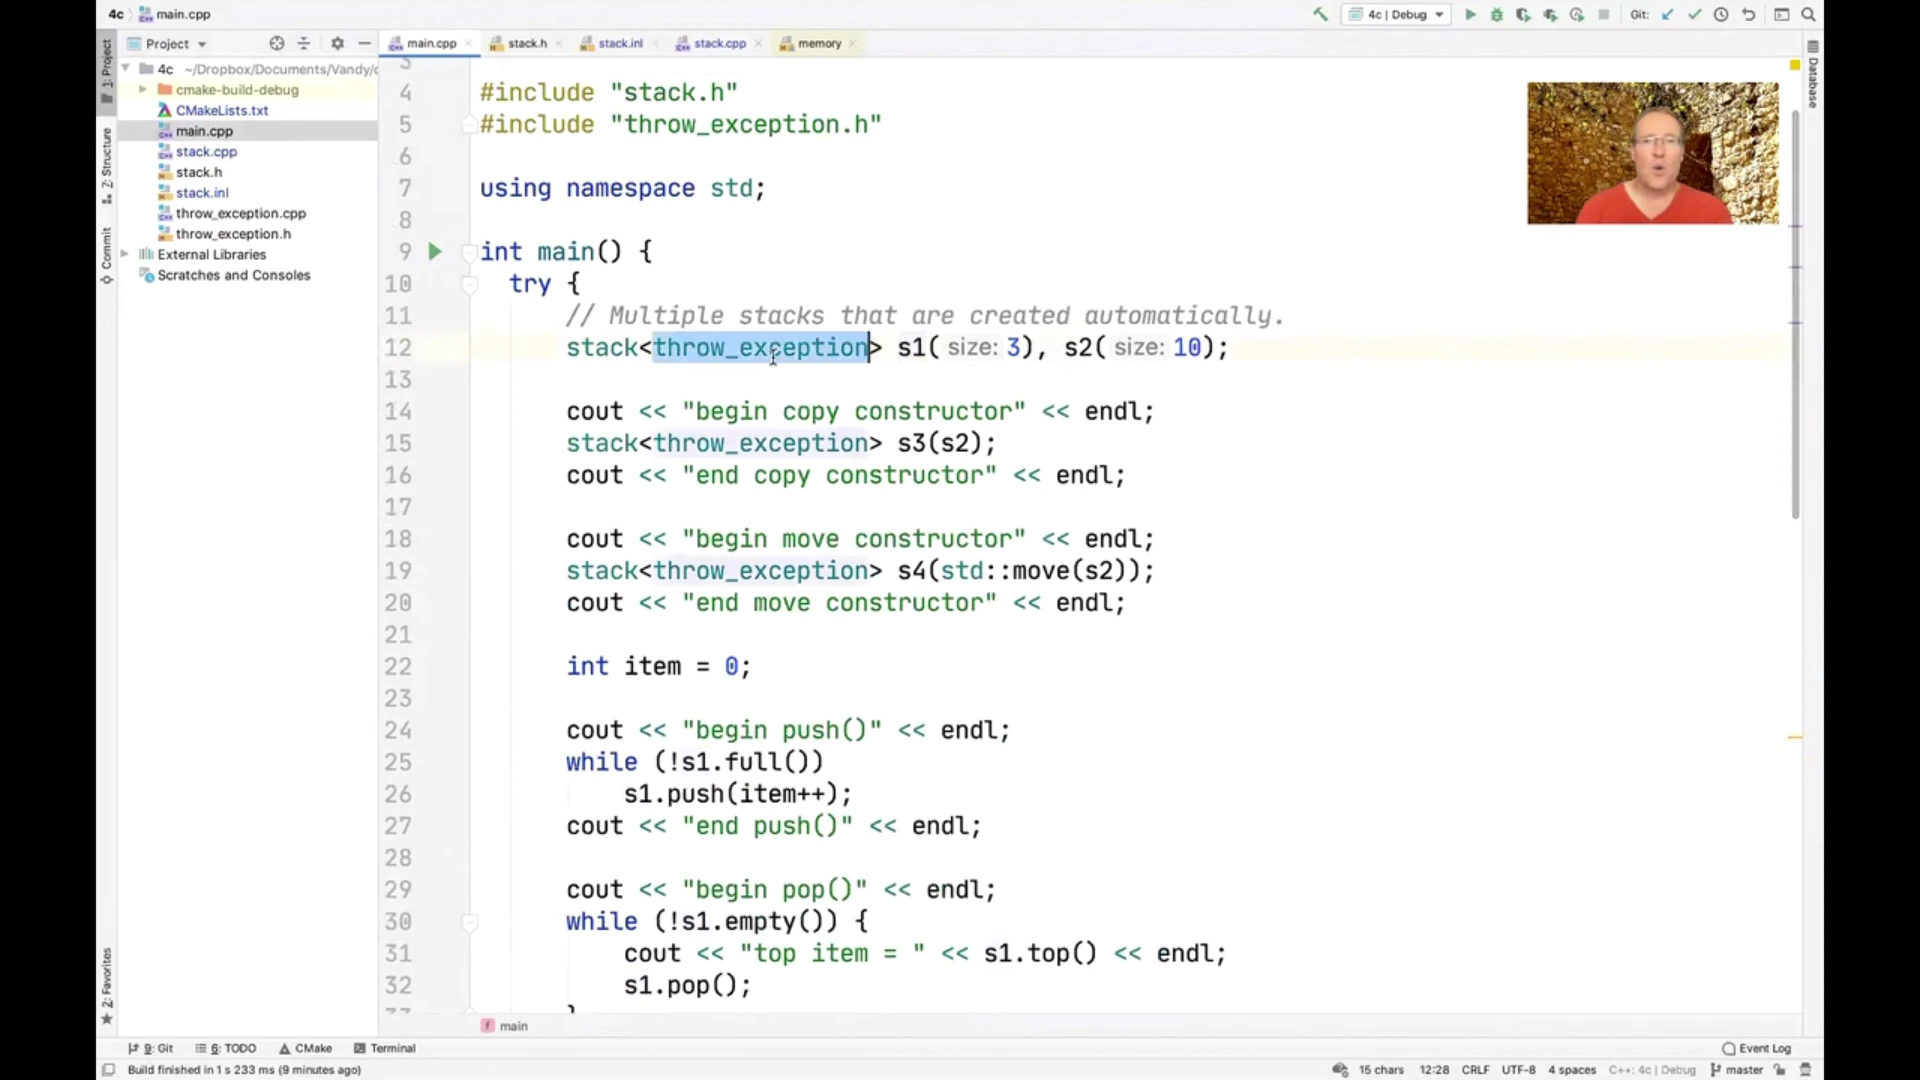 4c main.cpp
4c | Debug
Git:
1: Project
Z: Structure
Commit
2: Favorites
Database
Project
main.cpp
stack.h
stack.inl
stack.cpp
memory
4c ~/Dropbox/Documents/Vandy/c
cmake-build-debug
CMakeLists.txt
main.cpp
stack.cpp
stack.h
stack.inl
throw_exception.cpp
throw_exception.h
External Libraries
Scratches and Consoles
3
4 #include "stack.h"
5 #include "throw_exception.h"
6
7 using namespace std;
8
9 int main() {
10 try {
11 // Multiple stacks that are created automatically.
12 stack<throw_exception> s1( size: 3), s2( size: 10);
13
14 cout << "begin copy constructor" << endl;
15 stack<throw_exception> s3(s2);
16 cout << "end copy constructor" << endl;
17
18 cout << "begin move constructor" << endl;
19 stack<throw_exception> s4(std::move(s2));
20 cout << "end move constructor" << endl;
21
22 int item = 0;
23
24 cout << "begin push()" << endl;
25 while (!s1.full())
26 s1.push(item++);
27 cout << "end push()" << endl;
28
29 cout << "begin pop()" << endl;
30 while (!s1.empty()) {
31 cout << "top item = " << s1.top() << endl;
32 s1.pop();
33 }
f main
9: Git
6: TODO
CMake
Terminal
Event Log
Build finished in 1 s 233 ms (9 minutes ago)
15 chars
12:28
CRLF
UTF-8
4 spaces
C++: 4c | Debug
master